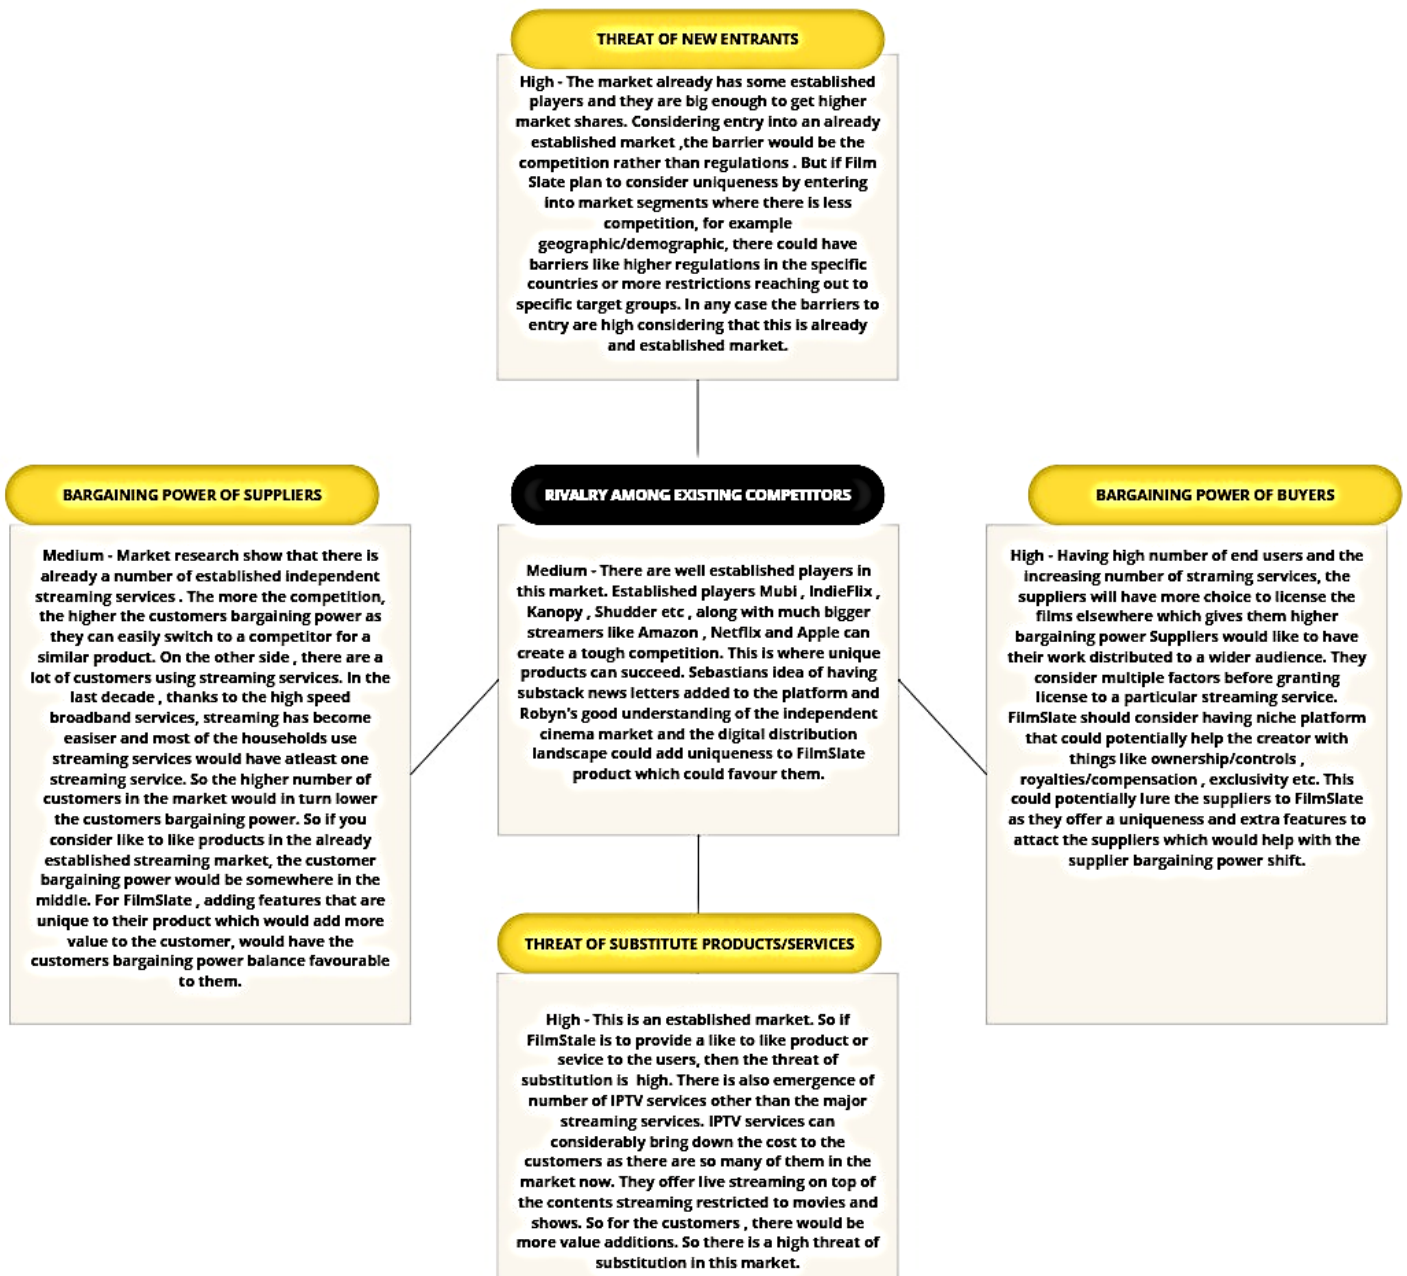 THREAT OF NEW ENTRANTS
High - The market already has some established
players and they are big enough to get higher
market shares. Considering entry into an already
established market ,the barrier would be the
competition rather than regulations . But if Film
Slate plan to consider uniqueness by entering
into market segments where there is less
competition, for example
geographic/demographic, there could have
barriers like higher regulations in the specific
countries or more restrictions reaching out to
specific target groups. In any case the barriers to
entry are high considering that this is already
and established market.
BARGAINING POWER OF SUPPLIERS
Medium - Market research show that there is
already a number of established independent
streaming services . The more the competition,
the higher the customers bargaining power as
they can easily switch to a competitor for a
similar product. On the other side , there are a
lot of customers using streaming services. In the
last decade , thanks to the high speed
broadband services, streaming has become
easiser and most of the households use
streaming services would have atleast one
streaming service. So the higher number of
customers in the market would in turn lower
the customers bargaining power. So if you
consider like to like products in the already
established streaming market, the customer
bargaining power would be somewhere in the
middle. For FilmSlate , adding features that are
unique to their product which would add more
value to the customer, would have the
customers bargaining power balance favourable
to them.
RIVALRY AMONG EXISTING COMPETITORS
Medium - There are well established players in
this market. Established players Mubi , IndieFlix ,
Kanopy , Shudder etc , along with much bigger
streamers like Amazon , Netflix and Apple can
create a tough competition. This is where unique
products can succeed. Sebastians idea of having
substack news letters added to the platform and
Robyn's good understanding of the independent
cinema market and the digital distribution
landscape could add uniqueness to FilmSlate
product which could favour them.
BARGAINING POWER OF BUYERS
High - Having high number of end users and the
increasing number of straming services, the
suppliers will have more choice to license the
films elsewhere which gives them higher
bargaining power Suppliers would like to have
their work distributed to a wider audience. They
consider multiple factors before granting
license to a particular streaming service.
FilmSlate should consider having niche platform
that could potentially help the creator with
things like ownership/controls ,
royalties/compensation , exclusivity etc. This
could potentially lure the suppliers to FilmSlate
as they offer a uniqueness and extra features to
attact the suppliers which would help with the
supplier bargaining power shift.
THREAT OF SUBSTITUTE PRODUCTS/SERVICES
High - This is an established market. So if
FilmStale is to provide a like to like product or
sevice to the users, then the threat of
substitution is  high. There is also emergence of
number of IPTV services other than the major
streaming services. IPTV services can
considerably bring down the cost to the
customers as there are so many of them in the
market now. They offer live streaming on top of
the contents streaming restricted to movies and
shows. So for the customers , there would be
more value additions. So there is a high threat of
substitution in this market.